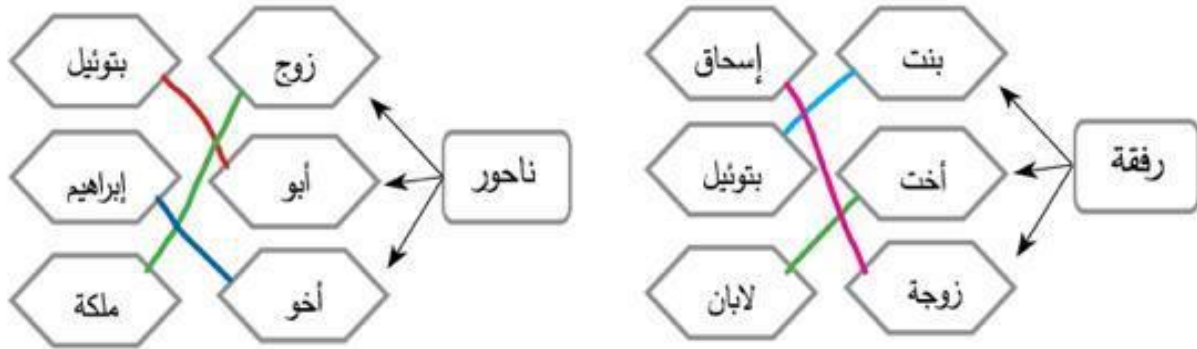 رفقة
بنت
أخت
زوجة
إسحاق
بتوئيل
لابان
ناحور
زوج
أبو
أخو
بتوئيل
إبراهيم
ملكة